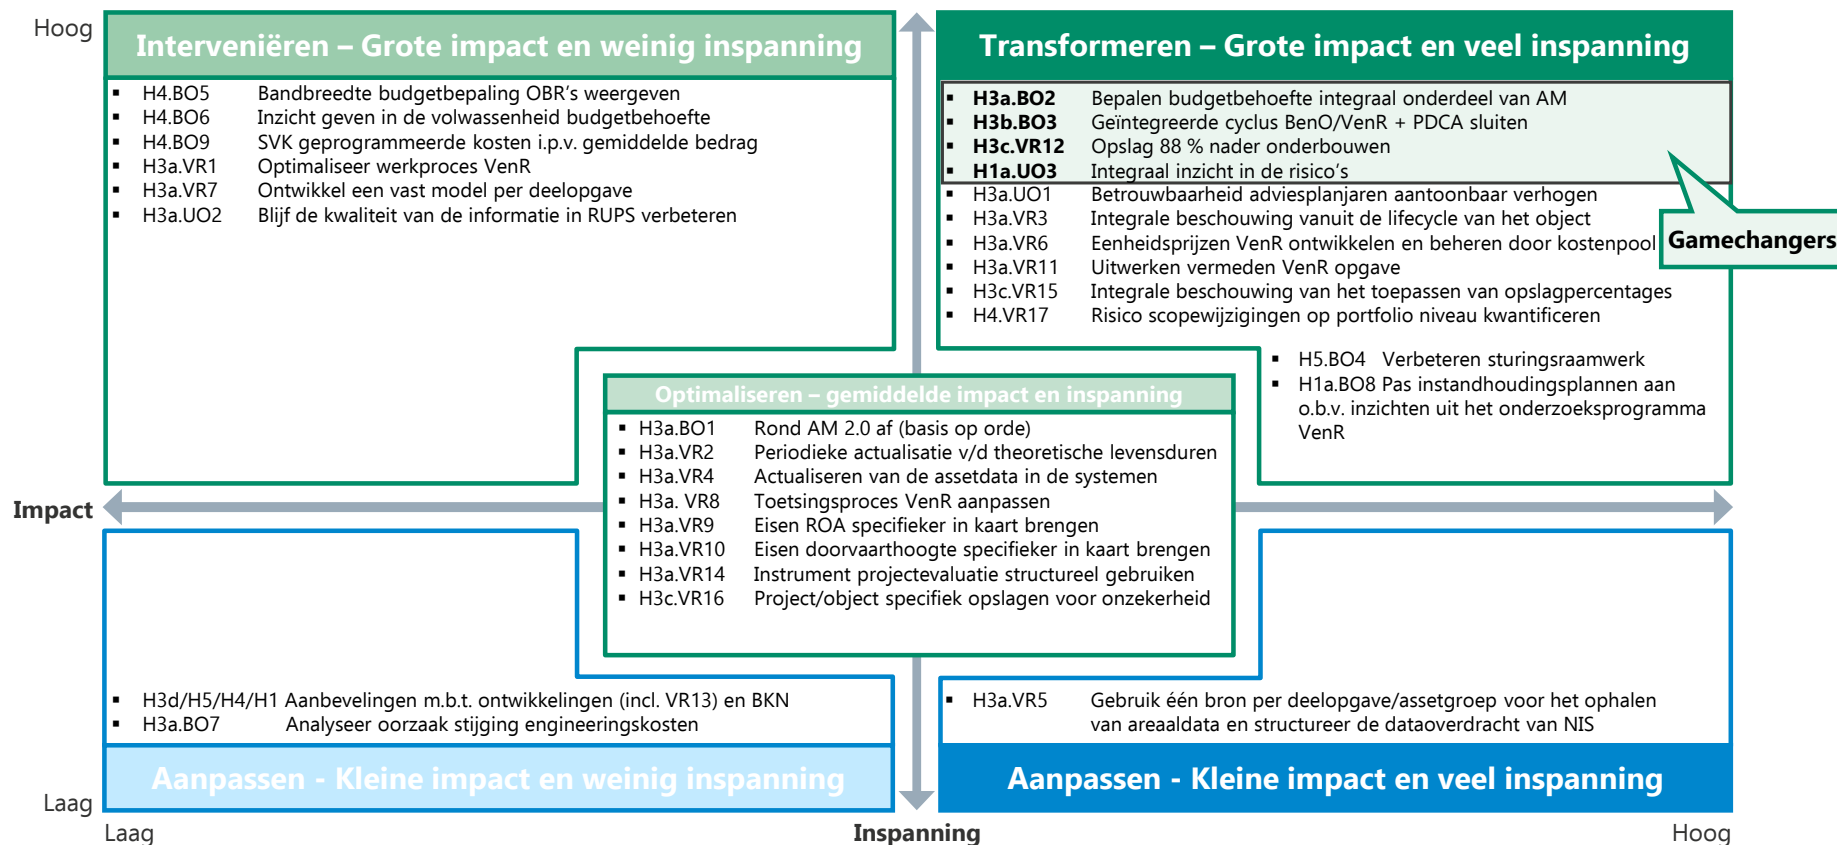 Hoog
Interveniëren – Grote impact en weinig inspanning
▪ H4.BO5 Bandbreedte budgetbepaling OBR's weergeven
▪ H4.BO6 Inzicht geven in de volwassenheid budgetbehoefte
▪ H4.BO9 SVK geprogrammeerde kosten i.p.v. gemiddelde bedrag
▪ H3a.VR1 Optimaliseer werkproces VenR
▪ H3a.VR7 Ontwikkel een vast model per deelopgave
▪ H3a.UO2 Blijf de kwaliteit van de informatie in RUPS verbeteren
Transformeren – Grote impact en veel inspanning
▪ H3a.BO2 Bepalen budgetbehoefte integraal onderdeel van AM
▪ H3b.BO3 Geïntegreerde cyclus BenO/VenR + PDCA sluiten
▪ H3c.VR12 Opslag 88 % nader onderbouwen
▪ H1a.UO3 Integraal inzicht in de risico's
▪ H3a.UO1 Betrouwbaarheid adviesplanjaren aantoonbaar verhogen
▪ H3a.VR3 Integrale beschouwing vanuit de lifecycle van het object
▪ H3a.VR6 Eenheidsprijzen VenR ontwikkelen en beheren door kostenpool
▪ H3a.VR11 Uitwerken vermeden VenR opgave
▪ H3c.VR15 Integrale beschouwing van het toepassen van opslagpercentages
▪ H4.VR17 Risico scopewijzigingen op portfolio niveau kwantificeren
Gamechangers
▪ H5.BO4 Verbeteren sturingsraamwerk
▪ H1a.BO8 Pas instandhoudingsplannen aan
o.b.v. inzichten uit het onderzoeksprogramma
VenR
Optimaliseren – gemiddelde impact en inspanning
▪ H3a.BO1 Rond AM 2.0 af (basis op orde)
▪ H3a.VR2 Periodieke actualisatie v/d theoretische levensduren
▪ H3a.VR4 Actualiseren van de assetdata in de systemen
▪ H3a. VR8 Toetsingsproces VenR aanpassen
▪ H3a.VR9 Eisen ROA specifieker in kaart brengen
▪ H3a.VR10 Eisen doorvaarthoogte specifieker in kaart brengen
▪ H3a.VR14 Instrument projectevaluatie structureel gebruiken
▪ H3c.VR16 Project/object specifiek opslagen voor onzekerheid
Impact
▪ H3d/H5/H4/H1 Aanbevelingen m.b.t. ontwikkelingen (incl. VR13) en BKN
▪ H3a.BO7 Analyseer oorzaak stijging engineeringskosten
Aanpassen - Kleine impact en weinig inspanning
▪ H3a.VR5 Gebruik één bron per deelopgave/assetgroep voor het ophalen
van areaaldata en structureer de dataoverdracht van NIS
Aanpassen - Kleine impact en veel inspanning
Laag
Laag
Inspanning
Hoog